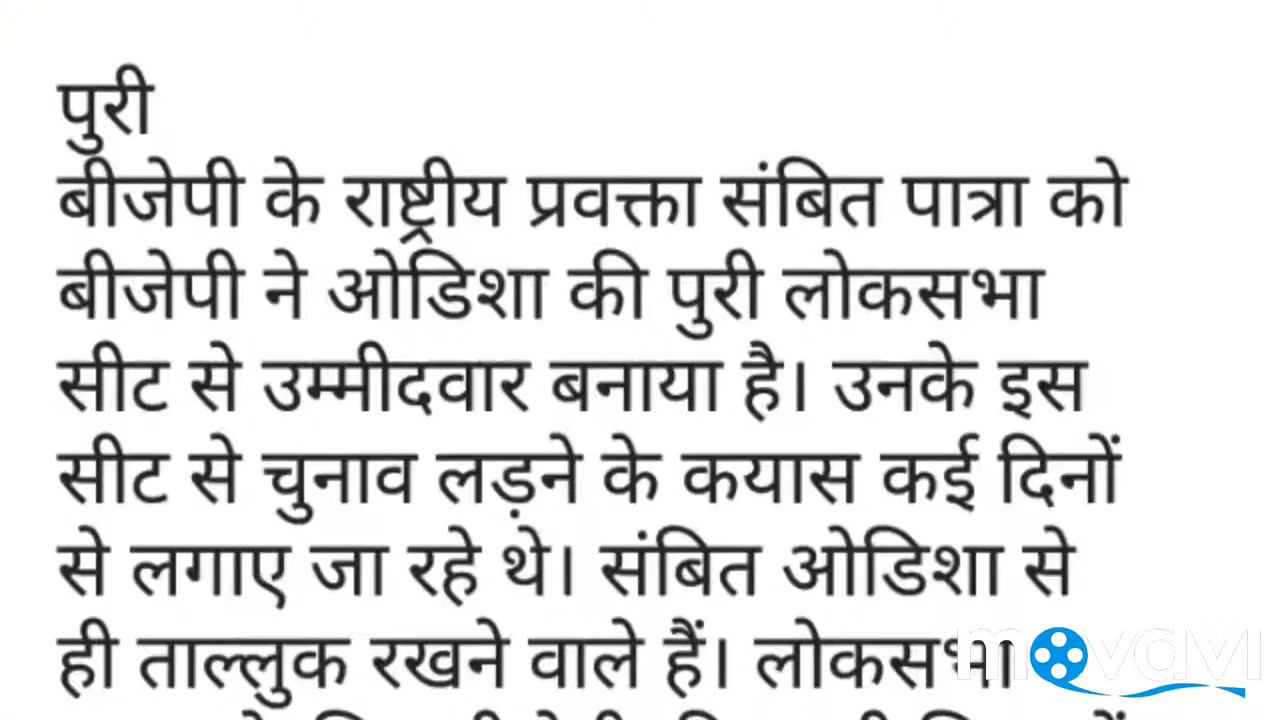 पुरी
बीजेपी के राष्ट्रीय प्रवक्ता संबित पात्रा को
बीजेपी ने ओडिशा की पुरी लोकसभा
सीट से उम्मीदवार बनाया है। उनके इस
सीट से चुनाव लड़ने के कयास कई दिनों
से लगाए जा रहे थे। संबित ओडिशा से
ही ताल्लुक रखने वाले हैं। लोकसभा
movavi